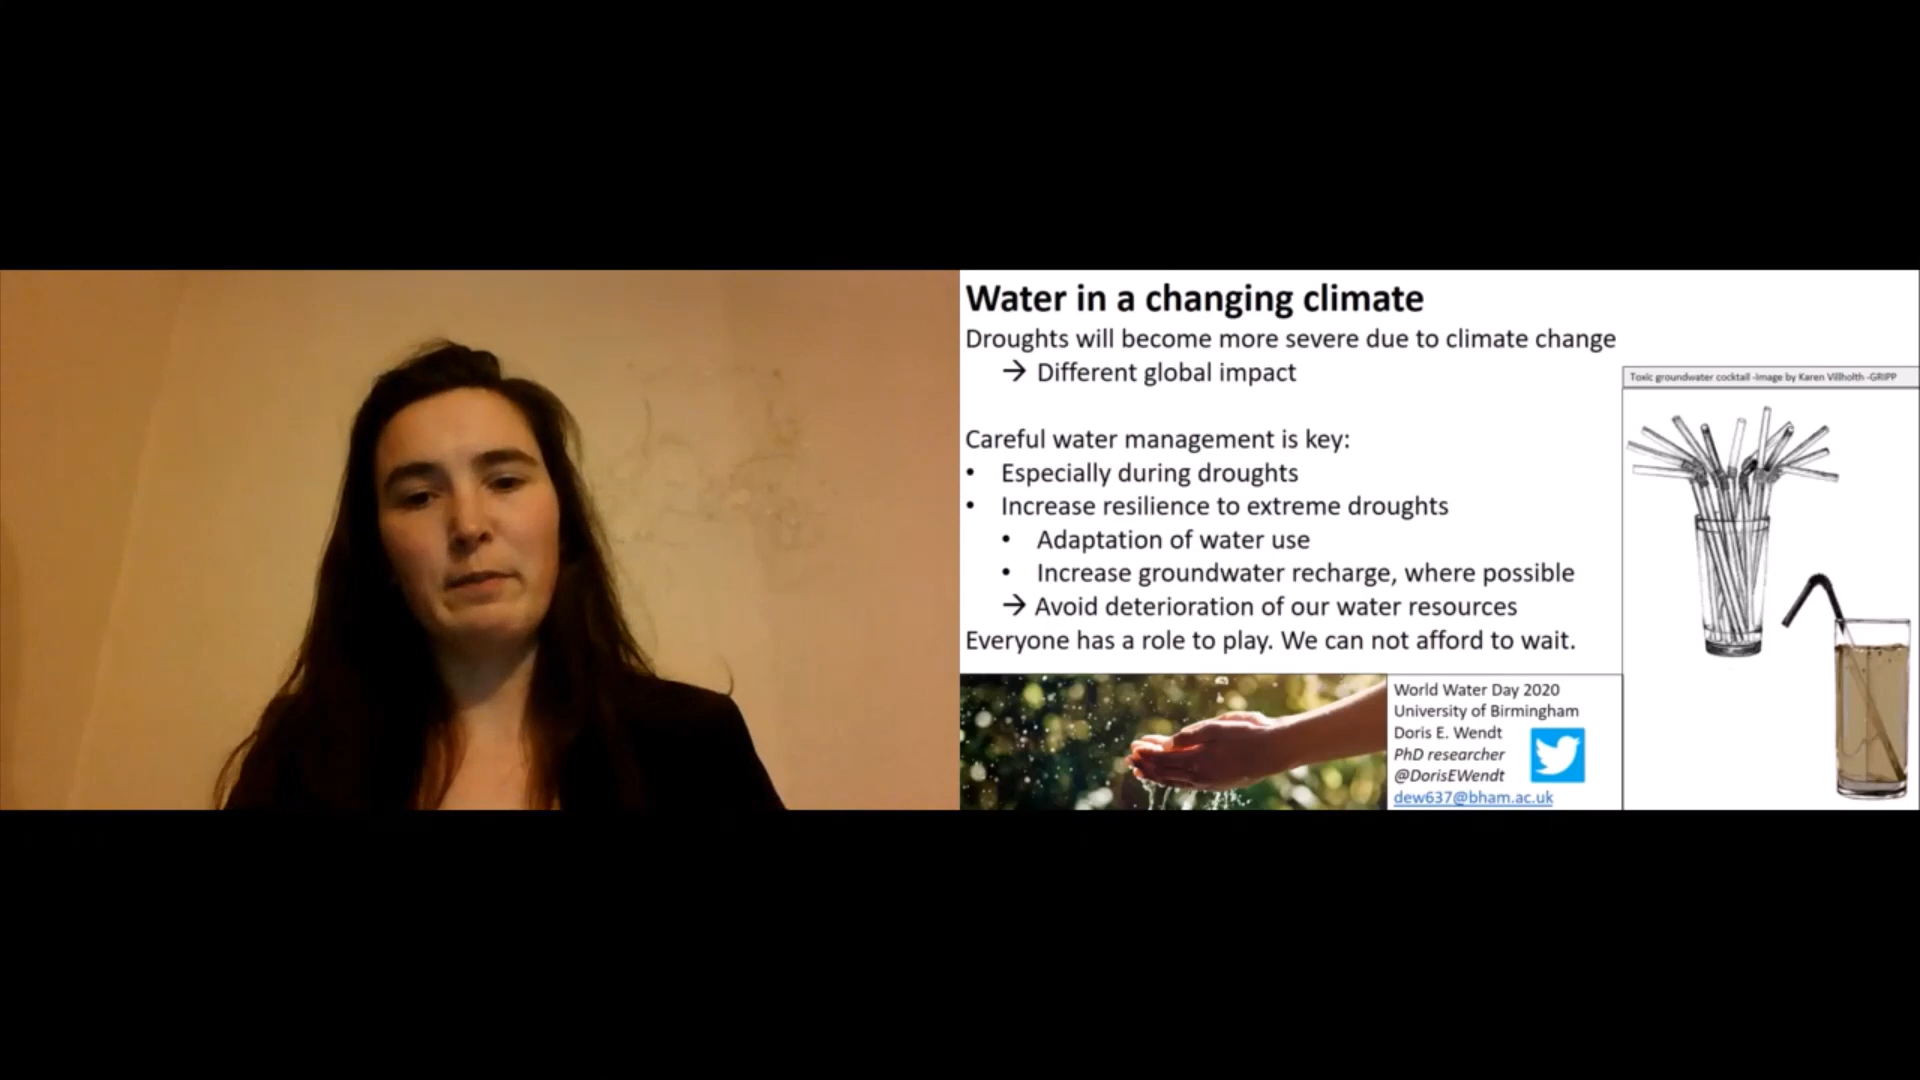 Water in a changing climate
Droughts will become more severe due to climate change
→ Different global impact
Toxic groundwater cocktail -Image by Karen Villholth -GRIPP
Careful water management is key:
• Especially during droughts
• Increase resilience to extreme droughts
• Adaptation of water use
• Increase groundwater recharge, where possible
→ Avoid deterioration of our water resources
Everyone has a role to play. We can not afford to wait.
World Water Day 2020
University of Birmingham
Doris E. Wendt
PhD researcher
@DorisEWendt
dew637@bham.ac.uk